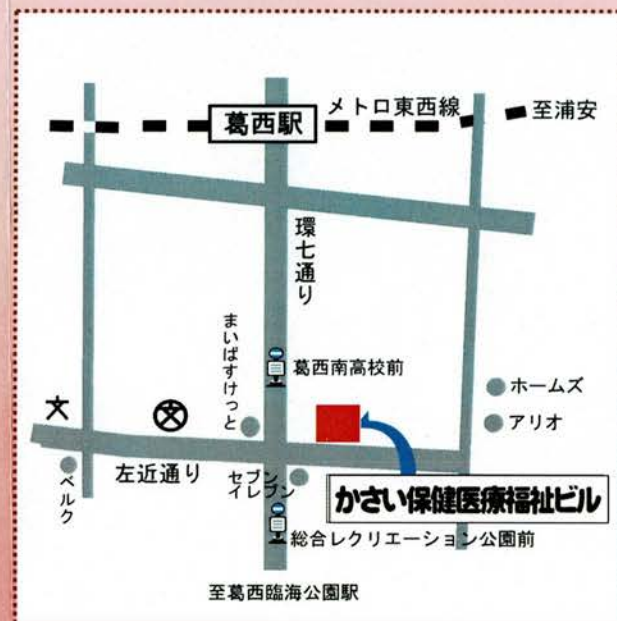 葛西駅
メトロ東西線
至浦安
環七通り
まいばすけっと
葛西南高校前
ホームズ
アリオ
文
左近通り
セブン
イレブン
ベルク
かさい保健医療福祉ビル
総合レクリエーション公園前
至葛西臨海公園駅